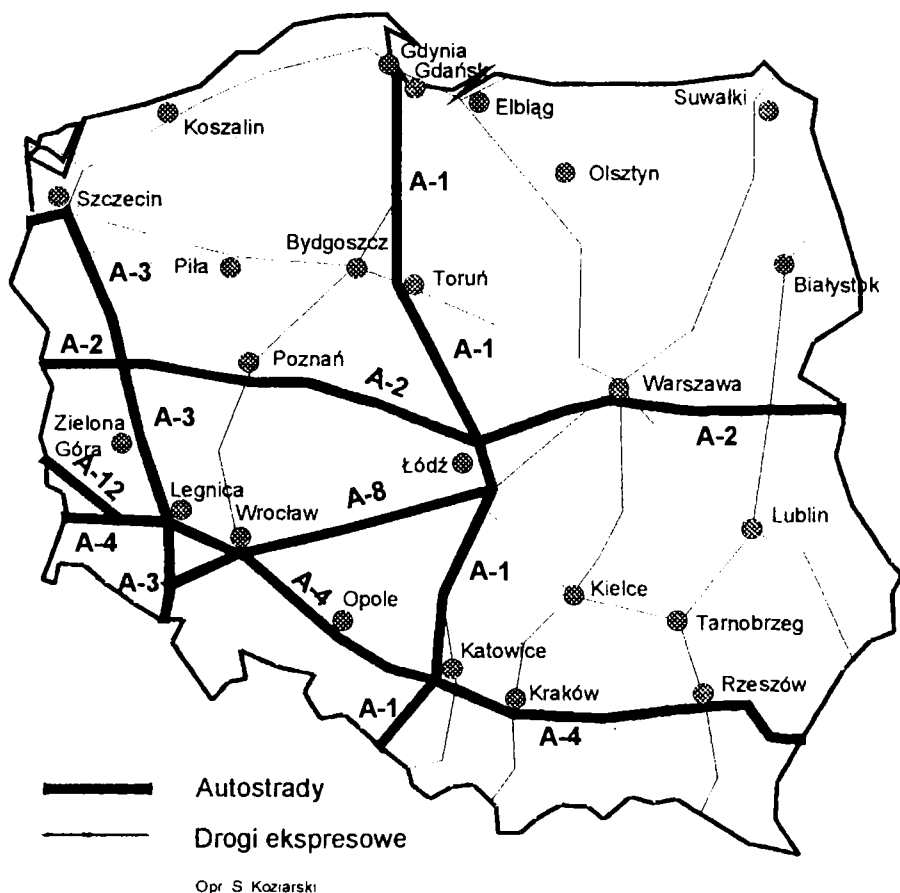 Gdynia
Gdańsk
Suwałki
Elbląg
Koszalin
Olsztyn
A-1
Szczecin
Bydgoszcz
A-3
Piła
Toruń
Białystok
A-2
Poznań
A-1
A-2
Warszawa
A-3
Zielona
Góra
A-2
Łódź
A-12
A-8
Legnica
Wrocław
Lublin
A-4
A-1
A-3
A-4
Kielce
Opole
Tarnobrzeg
Katowice
Rzeszów
A-1
Kraków
A-4
Autostrady
Drogi ekspresowe
Opr S Koziarski